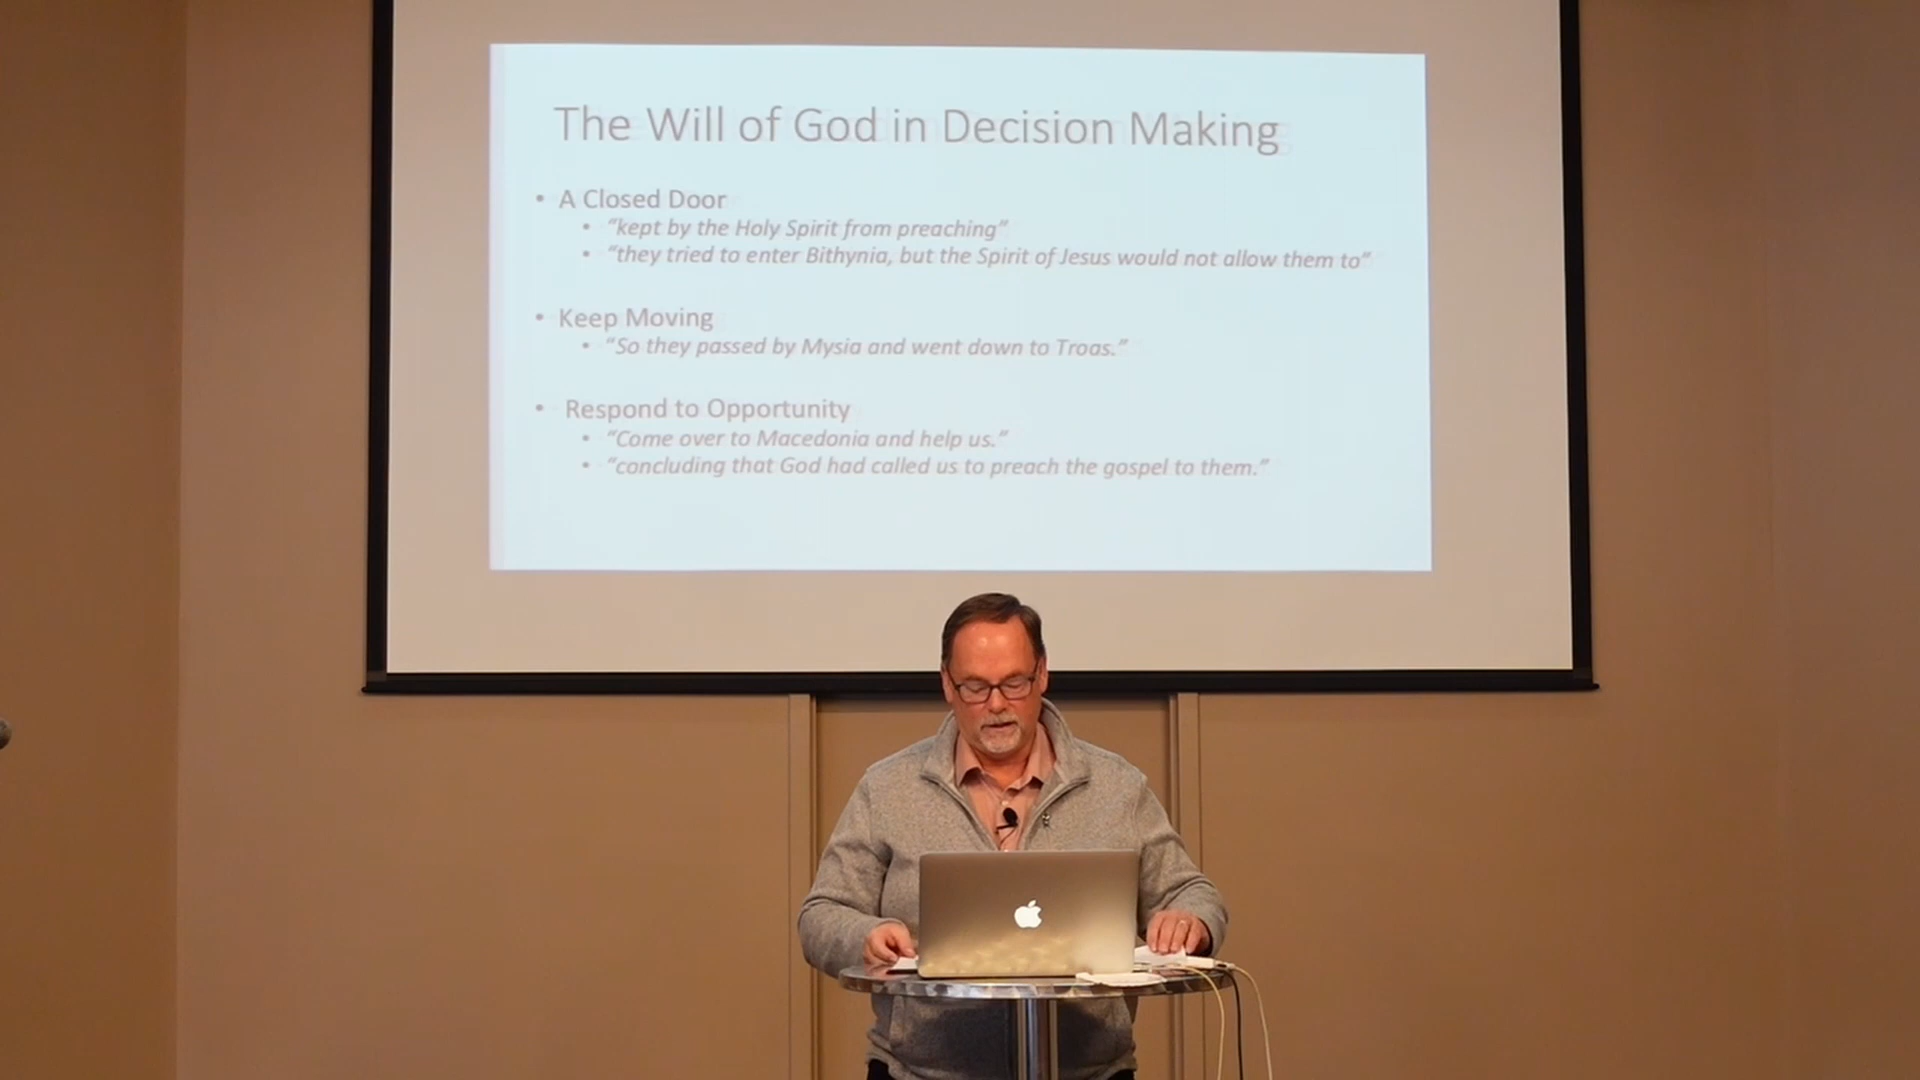 The Will of God in Decision Making
• A Closed Door
• “kept by the Holy Spirit from preaching”
• “they tried to enter Bithynia, but the Spirit of Jesus would not allow them to”
• Keep Moving
• “So they passed by Mysia and went down to Troas.”
• Respond to Opportunity
• “Come over to Macedonia and help us.”
• “concluding that God had called us to preach the gospel to them.”